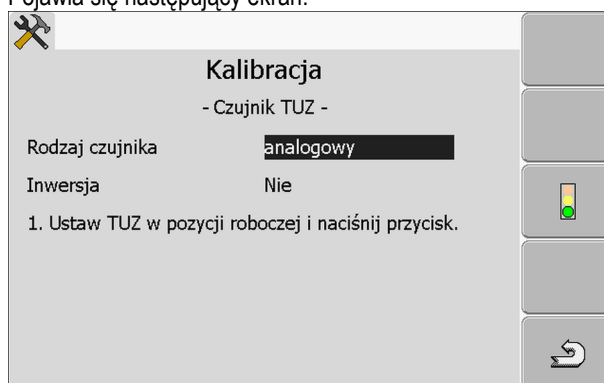 Pojawia się następujący ekran:
Kalibracja
- Czujnik TUZ -
Rodzaj czujnika analogowy
Inwersja Nie
1. Ustaw TUZ w pozycji roboczej i naciśnij przycisk.